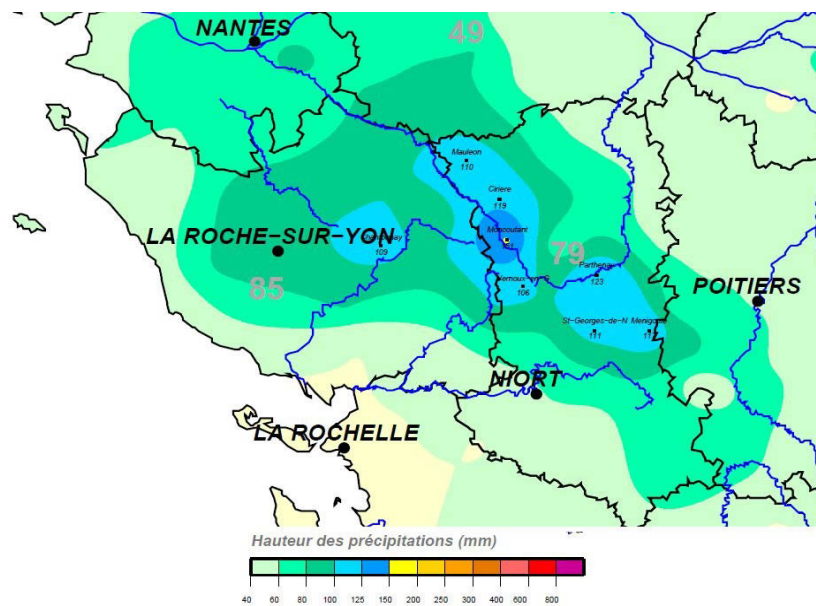 NANTES
49
Mauleon
110
Ciriere
119
Moncoutant
LA ROCHE-SUR-YON
109
79
Parthenay
123
85
106
POITIERS
St-Georges-de-N
111
NIORT
LA ROCHELLE
Hauteur des précipitations (mm)
40 60 80 100 125 150 200 250 300 400 600 800